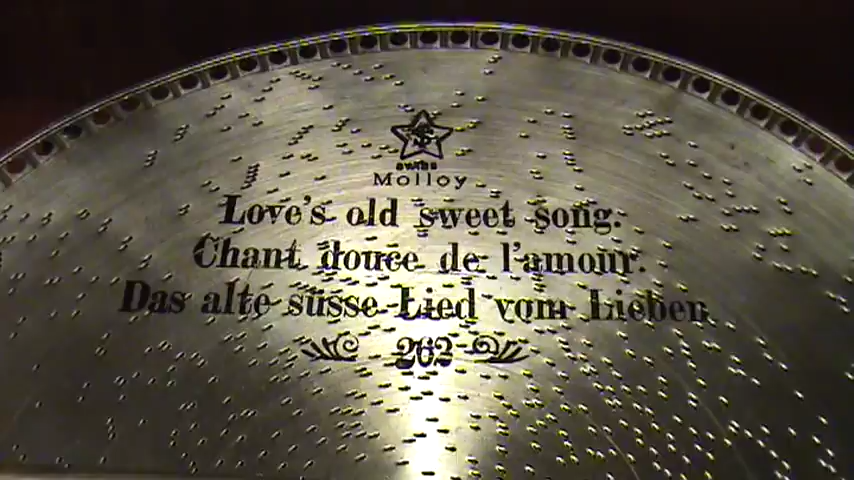 Molloy
Love's old sweet song.
Chant douce de l'amour.
Das alte süsse Lied vom Lieben
262